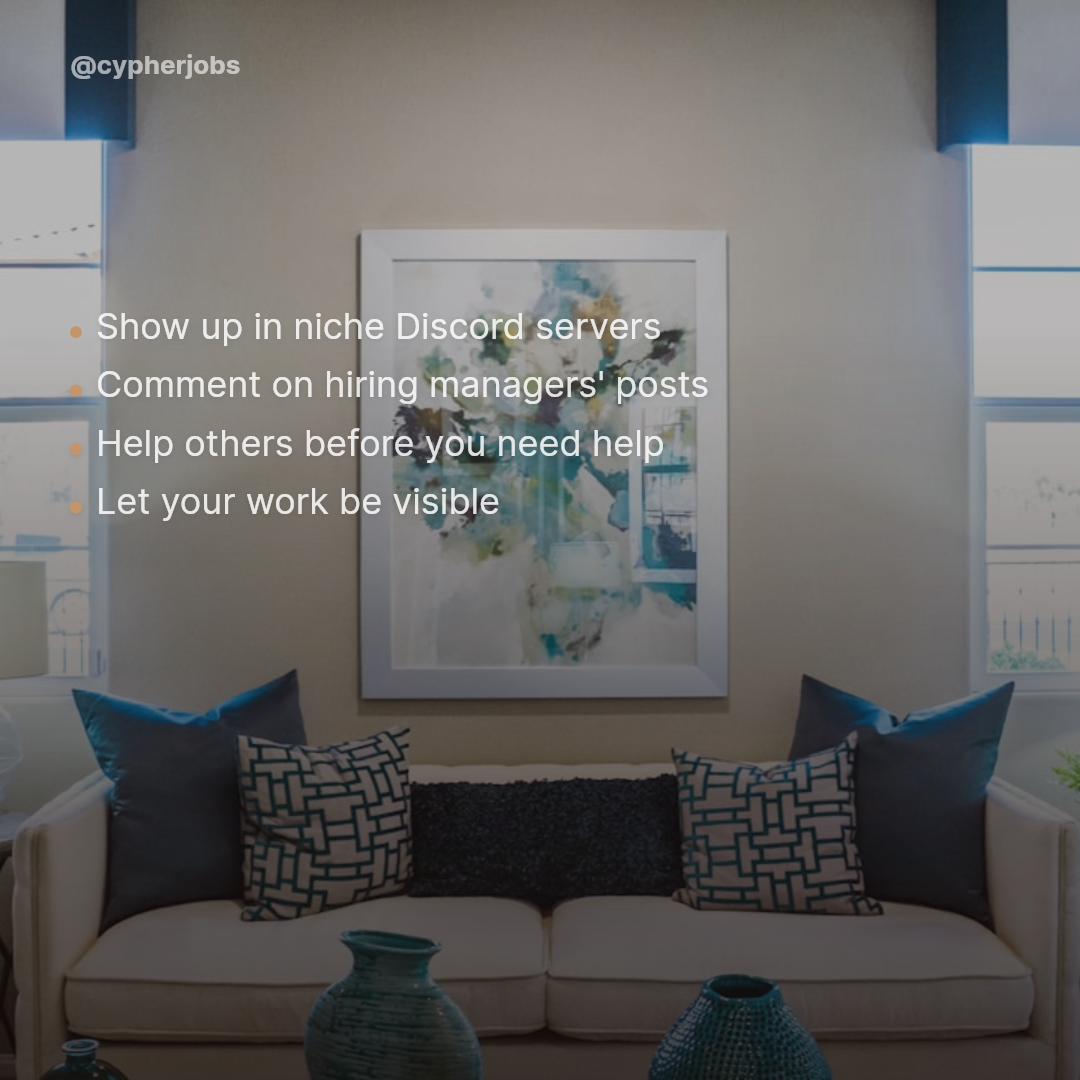 @cypherjobs
• Show up in niche Discord servers
• Comment on hiring managers' posts
• Help others before you need help
• Let your work be visible